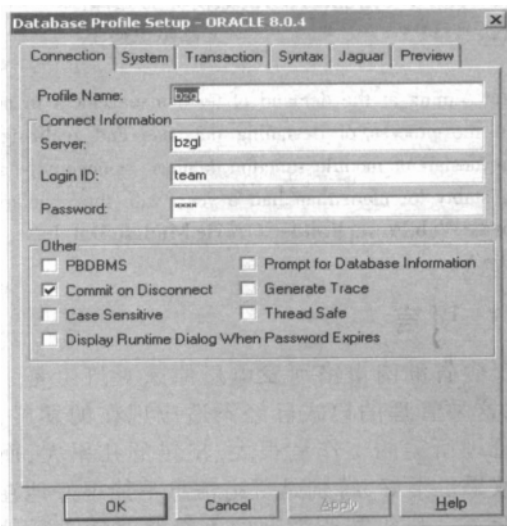 Database Profile Setup - ORACLE 8.0.4
Connection System Transaction Syntax Jaguar Preview
Profile Name: bzgl
Connect Information
Server: bzgl
Login ID: team
Password: ****
Other
PBDBMS Prompt for Database Information
Commit on Disconnect Generate Trace
Case Sensitive Thread Safe
Display Runtime Dialog When Password Expires
OK Cancel Apply Help